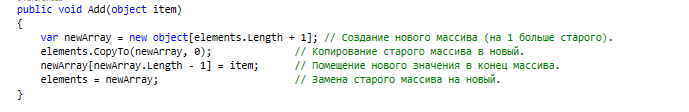 public void Add(object item)
{
var newArray = new object[elements.Length + 1]; // Создание нового массива (на 1 больше старого).
elements.CopyTo(newArray, 0); // Копирование старого массива в новый.
newArray[newArray.Length - 1] = item; // Помещение нового значения в конец массива.
elements = newArray; // Замена старого массива на новый.
}